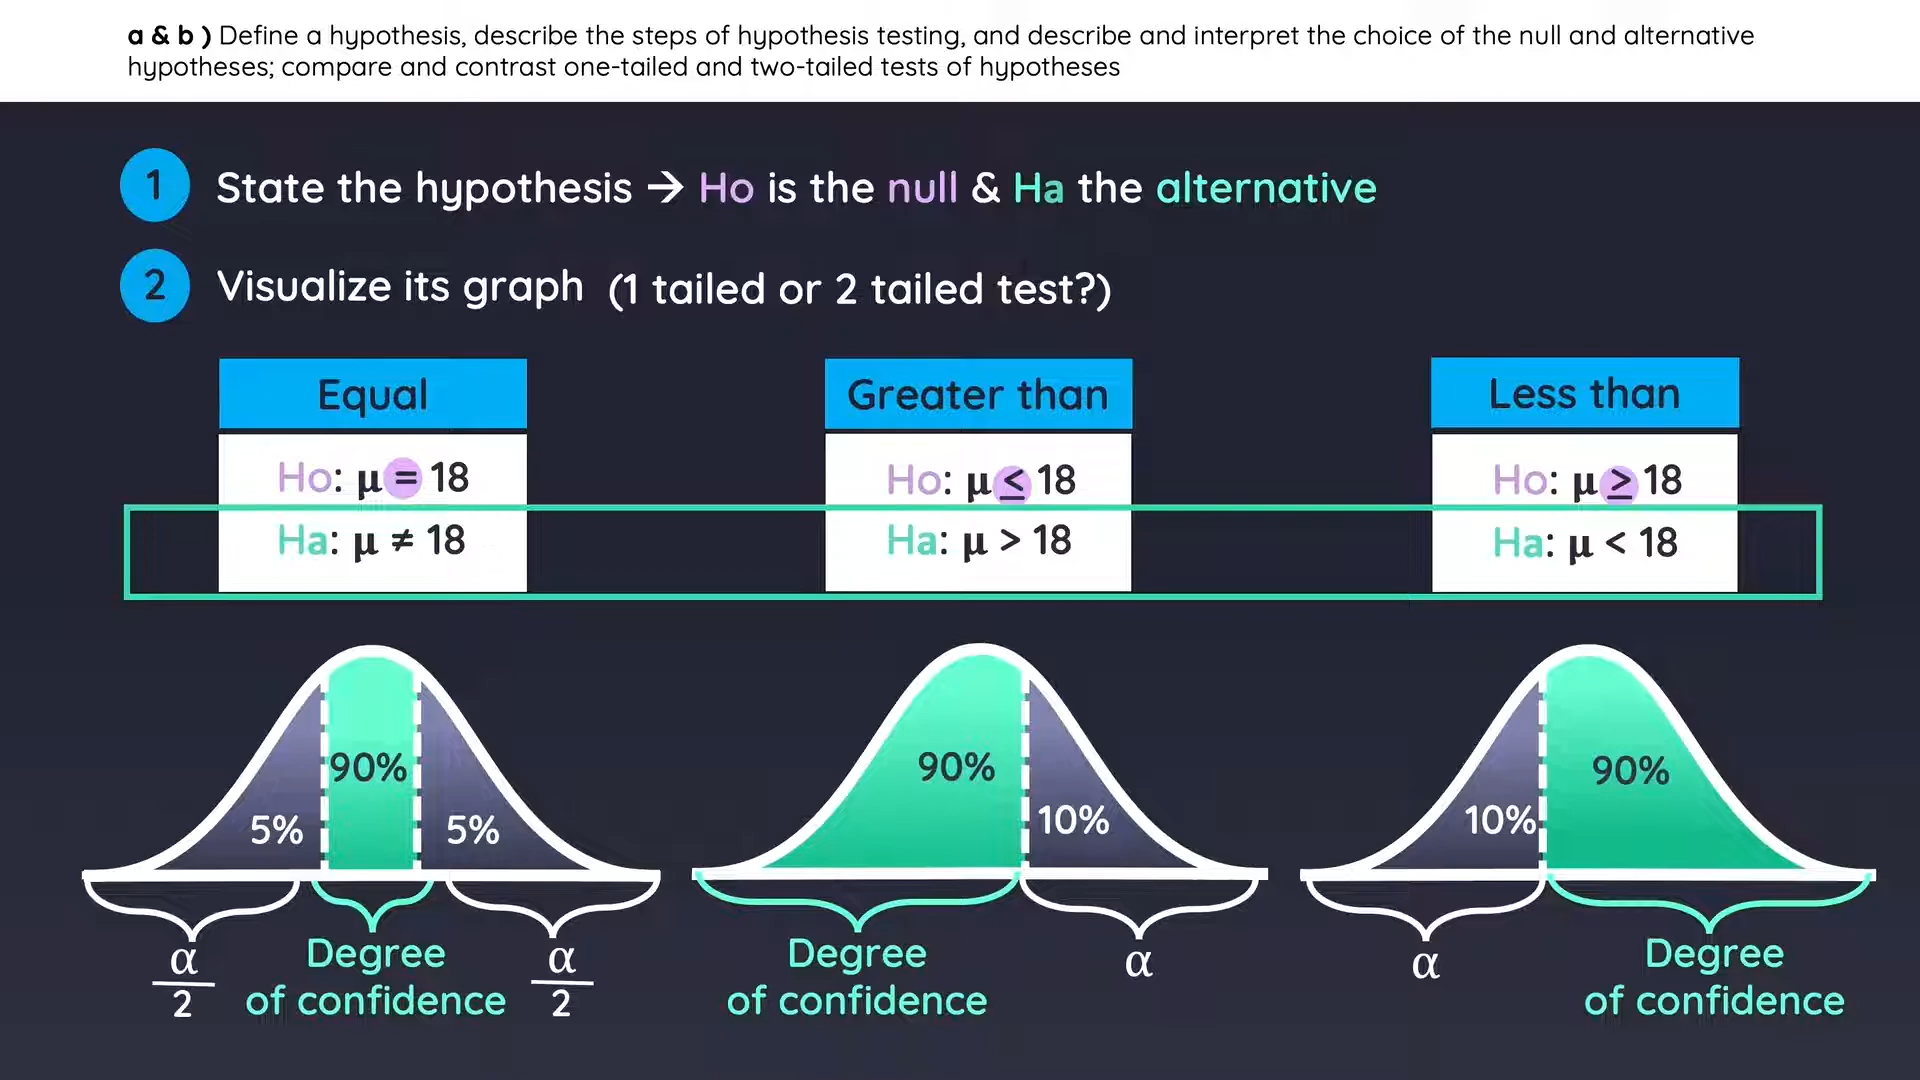 a & b ) Define a hypothesis, describe the steps of hypothesis testing, and describe and interpret the choice of the null and alternative
hypotheses; compare and contrast one-tailed and two-tailed tests of hypotheses
1 State the hypothesis → Ho is the null & Ha the alternative
2 Visualize its graph (1 tailed or 2 tailed test?)
Equal
Ho: μ = 18
Ha: μ ≠ 18
Greater than
Ho: μ ≤ 18
Ha: μ > 18
Less than
Ho: μ ≥ 18
Ha: μ < 18
90%
5%
5%
α
2
Degree
of confidence
α
2
90%
10%
Degree
of confidence
α
10%
90%
α
Degree
of confidence